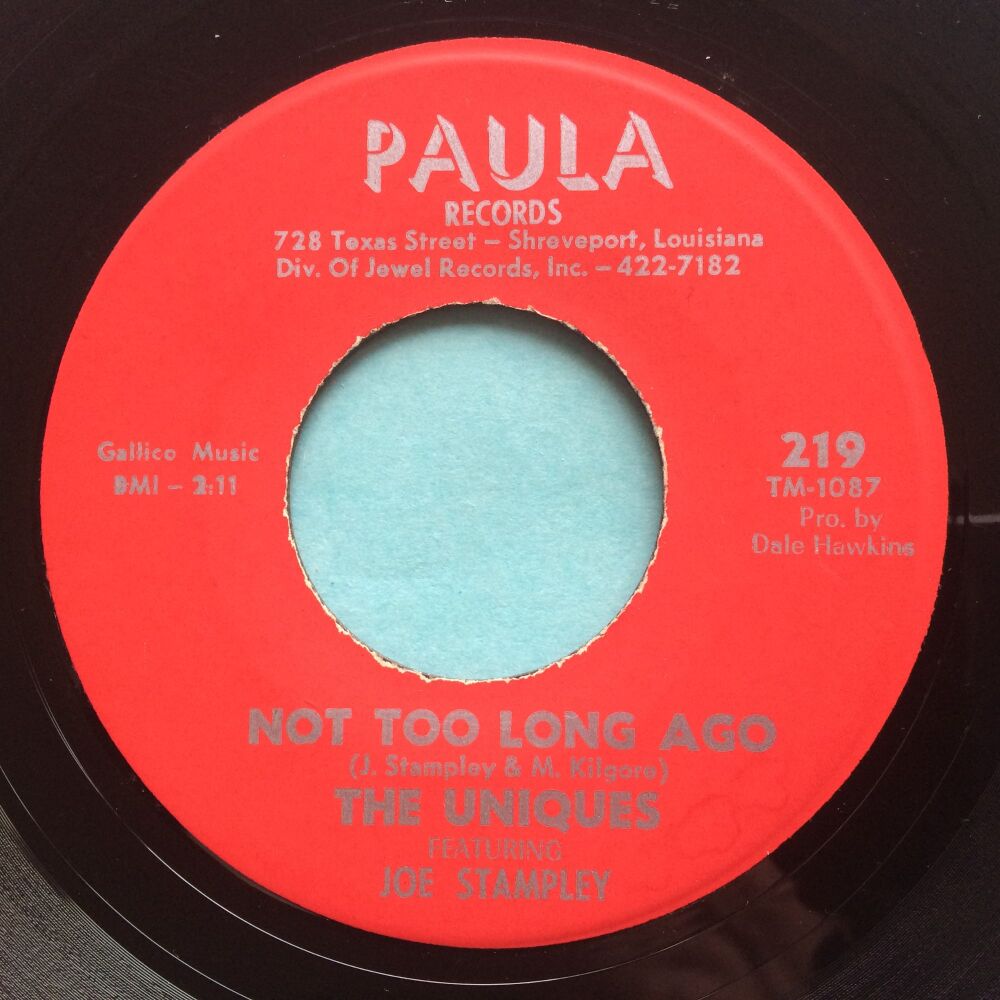 PAULA
RECORDS
728 Texas Street – Shreveport, Louisiana
Div. Of Jewel Records, Inc. – 422-7182
Gallico Music
BMI – 2:11
219
TM-1087
Pro. by
Dale Hawkins
NOT TOO LONG AGO
(J. Stampley & M. Kilgore)
THE UNIQUES
FEATURING
JOE STAMPLEY